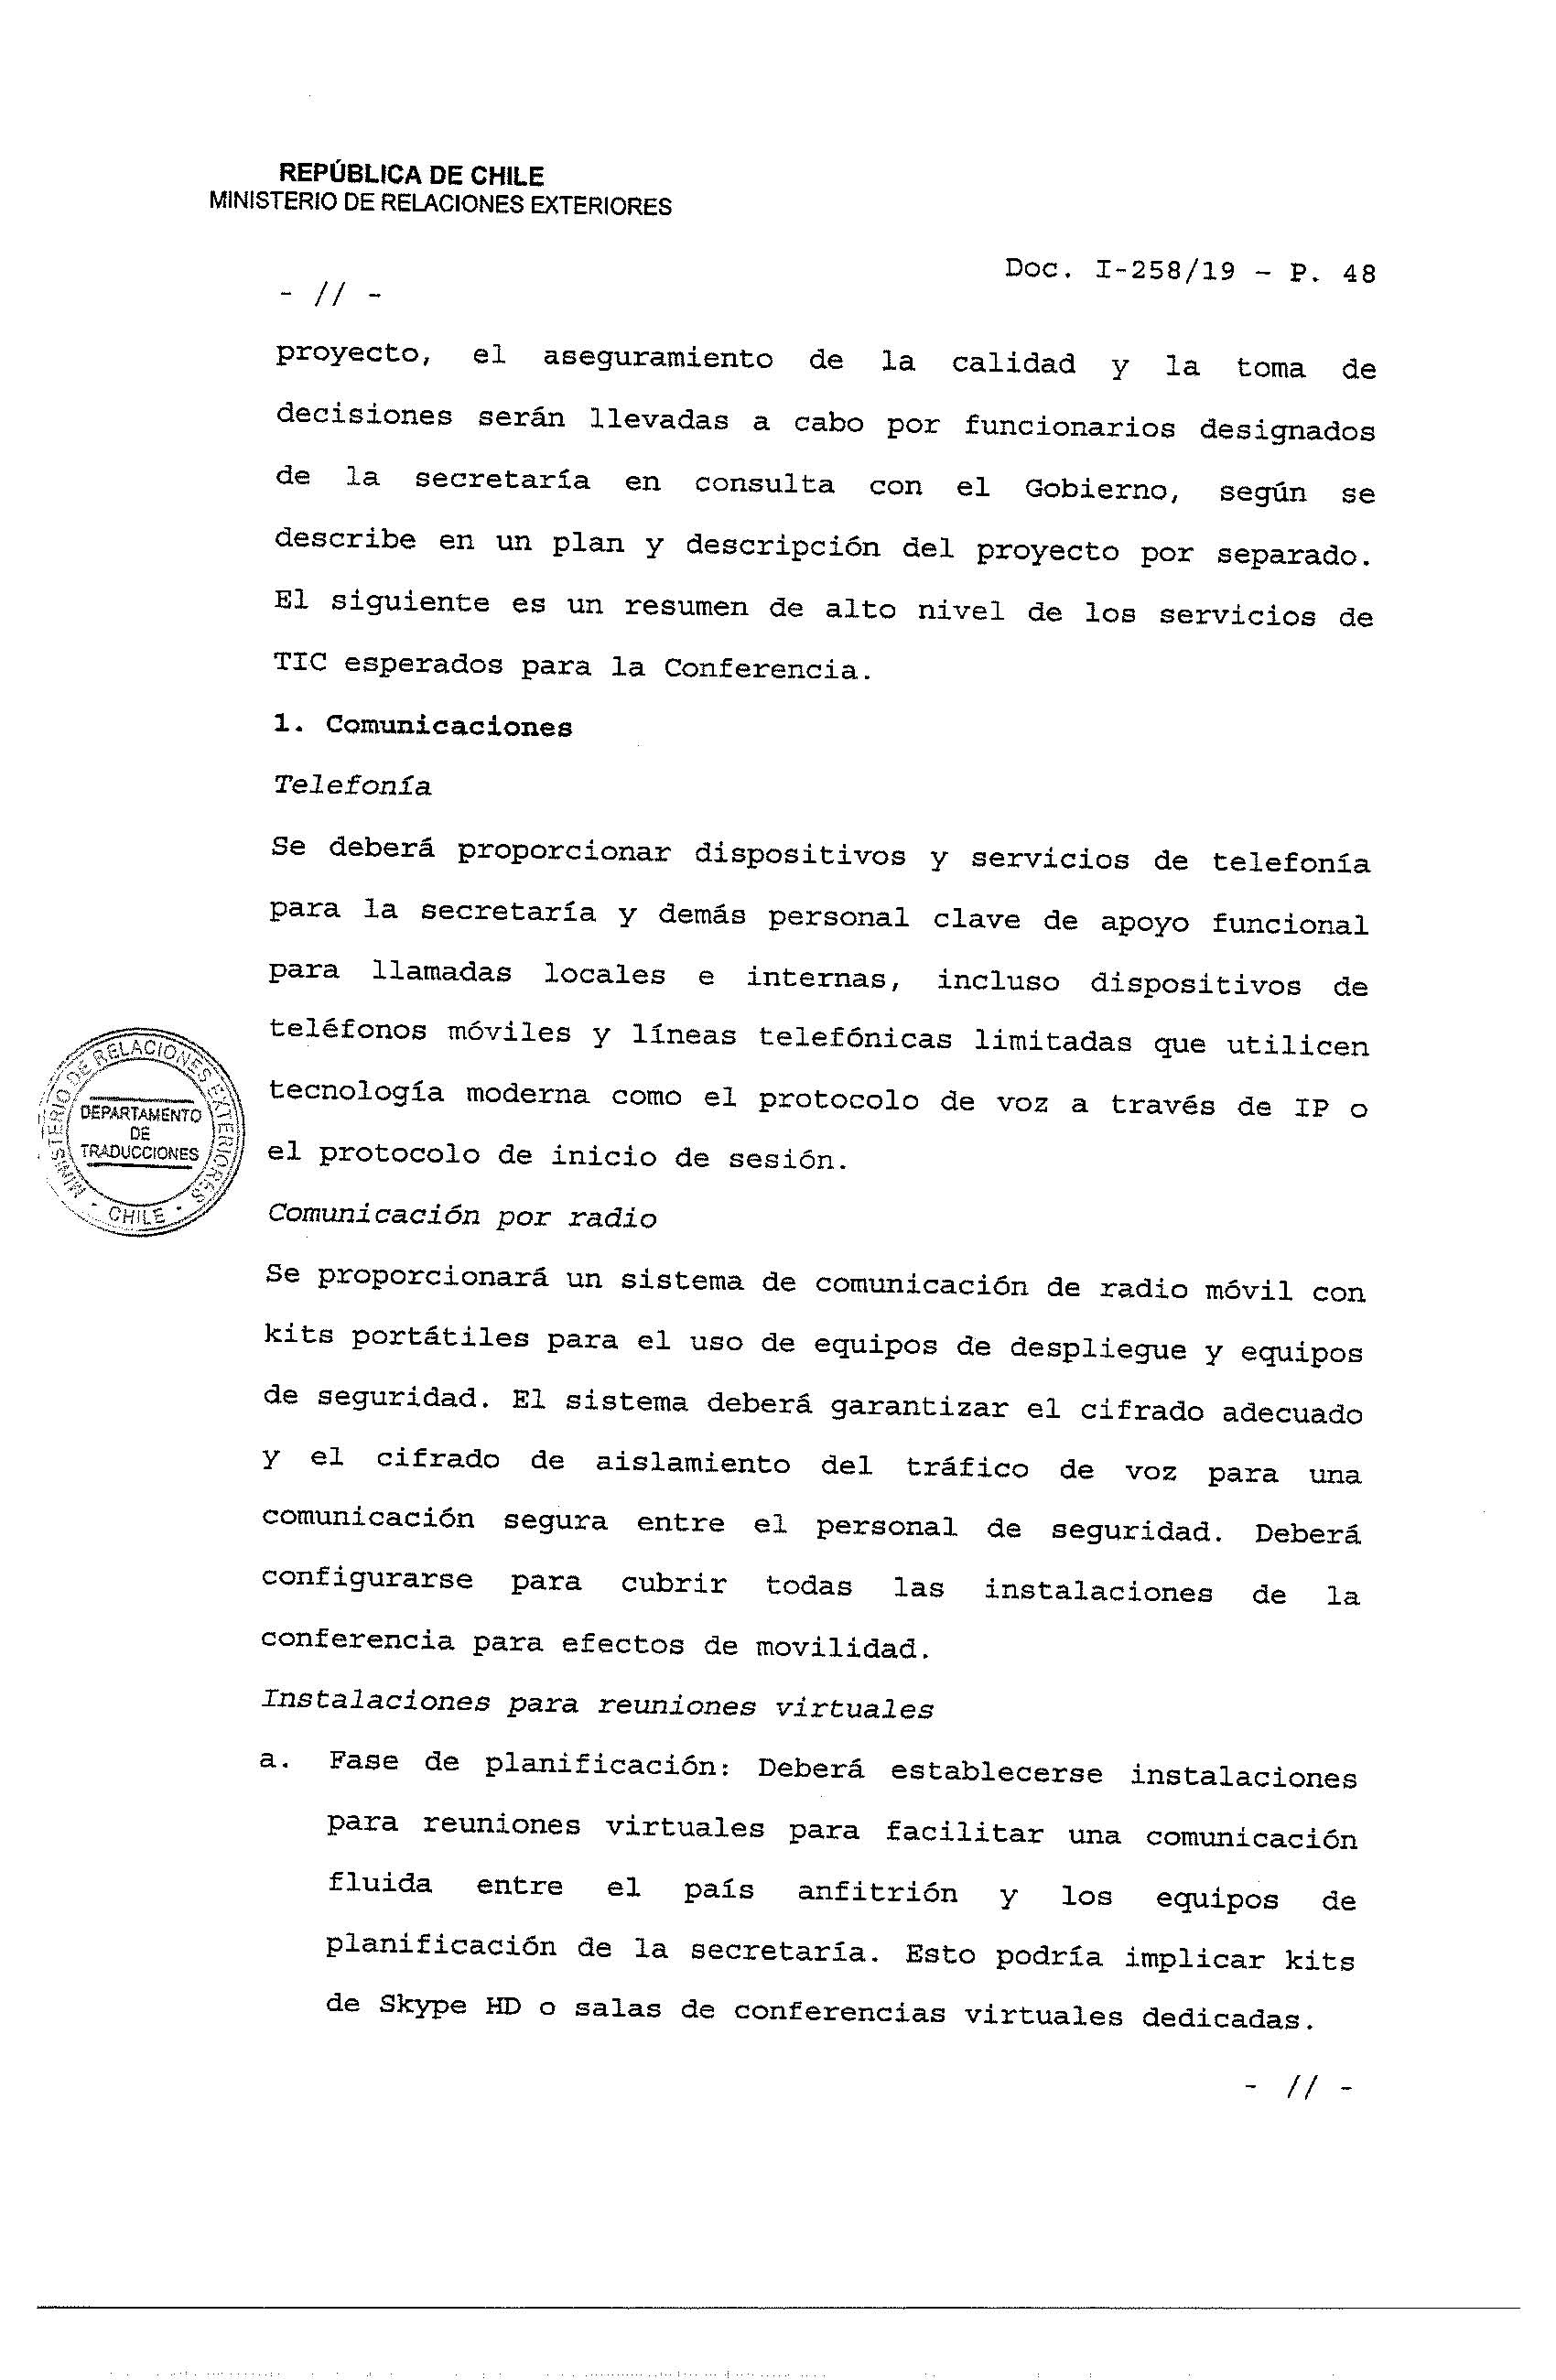 REPÚBLICA DE CHILE
MINISTERIO DE RELACIONES EXTERIORES
Doc. I-258/19 - P. 48
- // -
proyecto, el aseguramiento de la calidad y la toma de
decisiones serán llevadas a cabo por funcionarios designados
de la secretaría en consulta con el Gobierno, según se
describe en un plan y descripción del proyecto por separado.
El siguiente es un resumen de alto nivel de los servicios de
TIC esperados para la Conferencia.
1. Comunicaciones
Telefonía
Se deberá proporcionar dispositivos y servicios de telefonía
para la secretaría y demás personal clave de apoyo funcional
para llamadas locales e internas, incluso dispositivos de
teléfonos móviles y líneas telefónicas limitadas que utilicen
tecnología moderna como el protocolo de voz a través de IP o
el protocolo de inicio de sesión.
MINISTERIO DE RELACIONES EXTERIORES
DEPARTAMENTO
DE
TRADUCCIONES
- CHILE -
Comunicación por radio
Se proporcionará un sistema de comunicación de radio móvil con
kits portátiles para el uso de equipos de despliegue y equipos
de seguridad. El sistema deberá garantizar el cifrado adecuado
y el cifrado de aislamiento del tráfico de voz para una
comunicación segura entre el personal de seguridad. Deberá
configurarse para cubrir todas las instalaciones de la
conferencia para efectos de movilidad.
Instalaciones para reuniones virtuales
a. Fase de planificación: Deberá establecerse instalaciones
para reuniones virtuales para facilitar una comunicación
fluida entre el país anfitrión y los equipos de
planificación de la secretaría. Esto podría implicar kits
de Skype HD o salas de conferencias virtuales dedicadas.
- // -